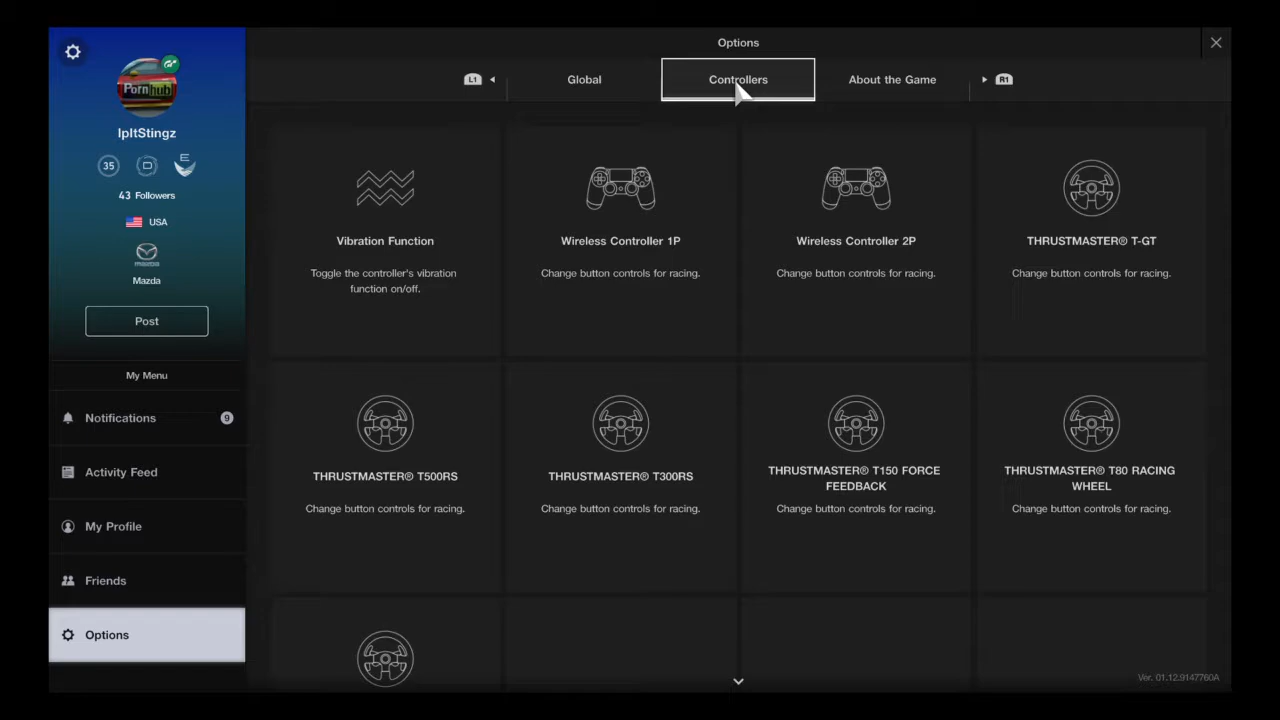 Options
L1
Global
Controllers
About the Game
R1
Pornhub
IpItStingz
35
D
E
43 Followers
USA
mazda
Mazda
Post
My Menu
Notifications
9
Activity Feed
My Profile
Friends
Options
Vibration Function
Toggle the controller's vibration
function on/off.
Wireless Controller 1P
Change button controls for racing.
Wireless Controller 2P
Change button controls for racing.
THRUSTMASTER® T-GT
Change button controls for racing.
THRUSTMASTER® T500RS
Change button controls for racing.
THRUSTMASTER® T300RS
Change button controls for racing.
THRUSTMASTER® T150 FORCE
FEEDBACK
Change button controls for racing.
THRUSTMASTER® T80 RACING
WHEEL
Change button controls for racing.
Ver. 01.12.9147760A